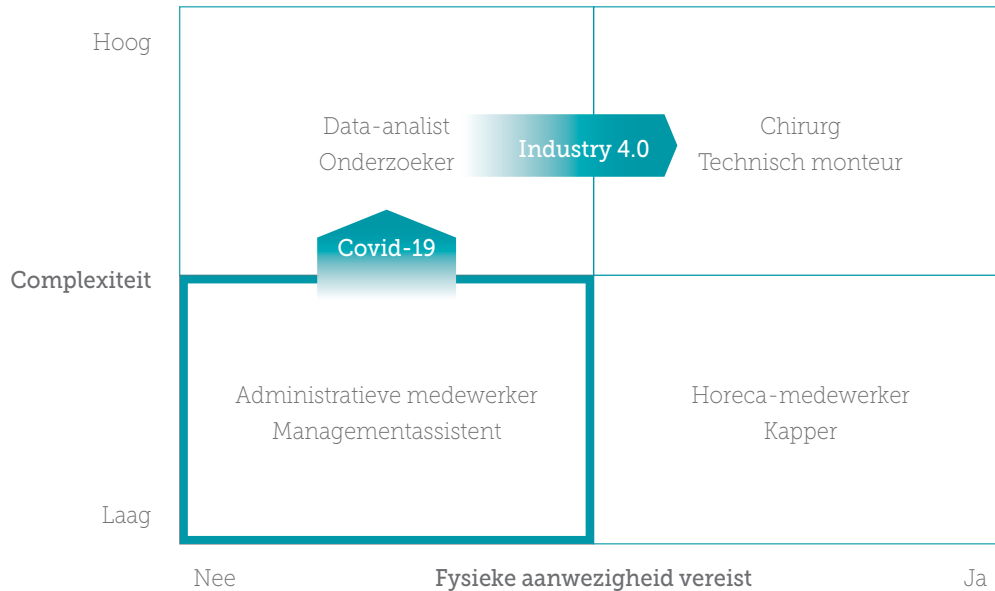 Hoog
Data-analist
Onderzoeker
Industry 4.0
Chirurg
Technisch monteur
Covid-19
Complexiteit
Administratieve medewerker
Managementassistent
Horeca-medewerker
Kapper
Laag
Nee
Fysieke aanwezigheid vereist
Ja